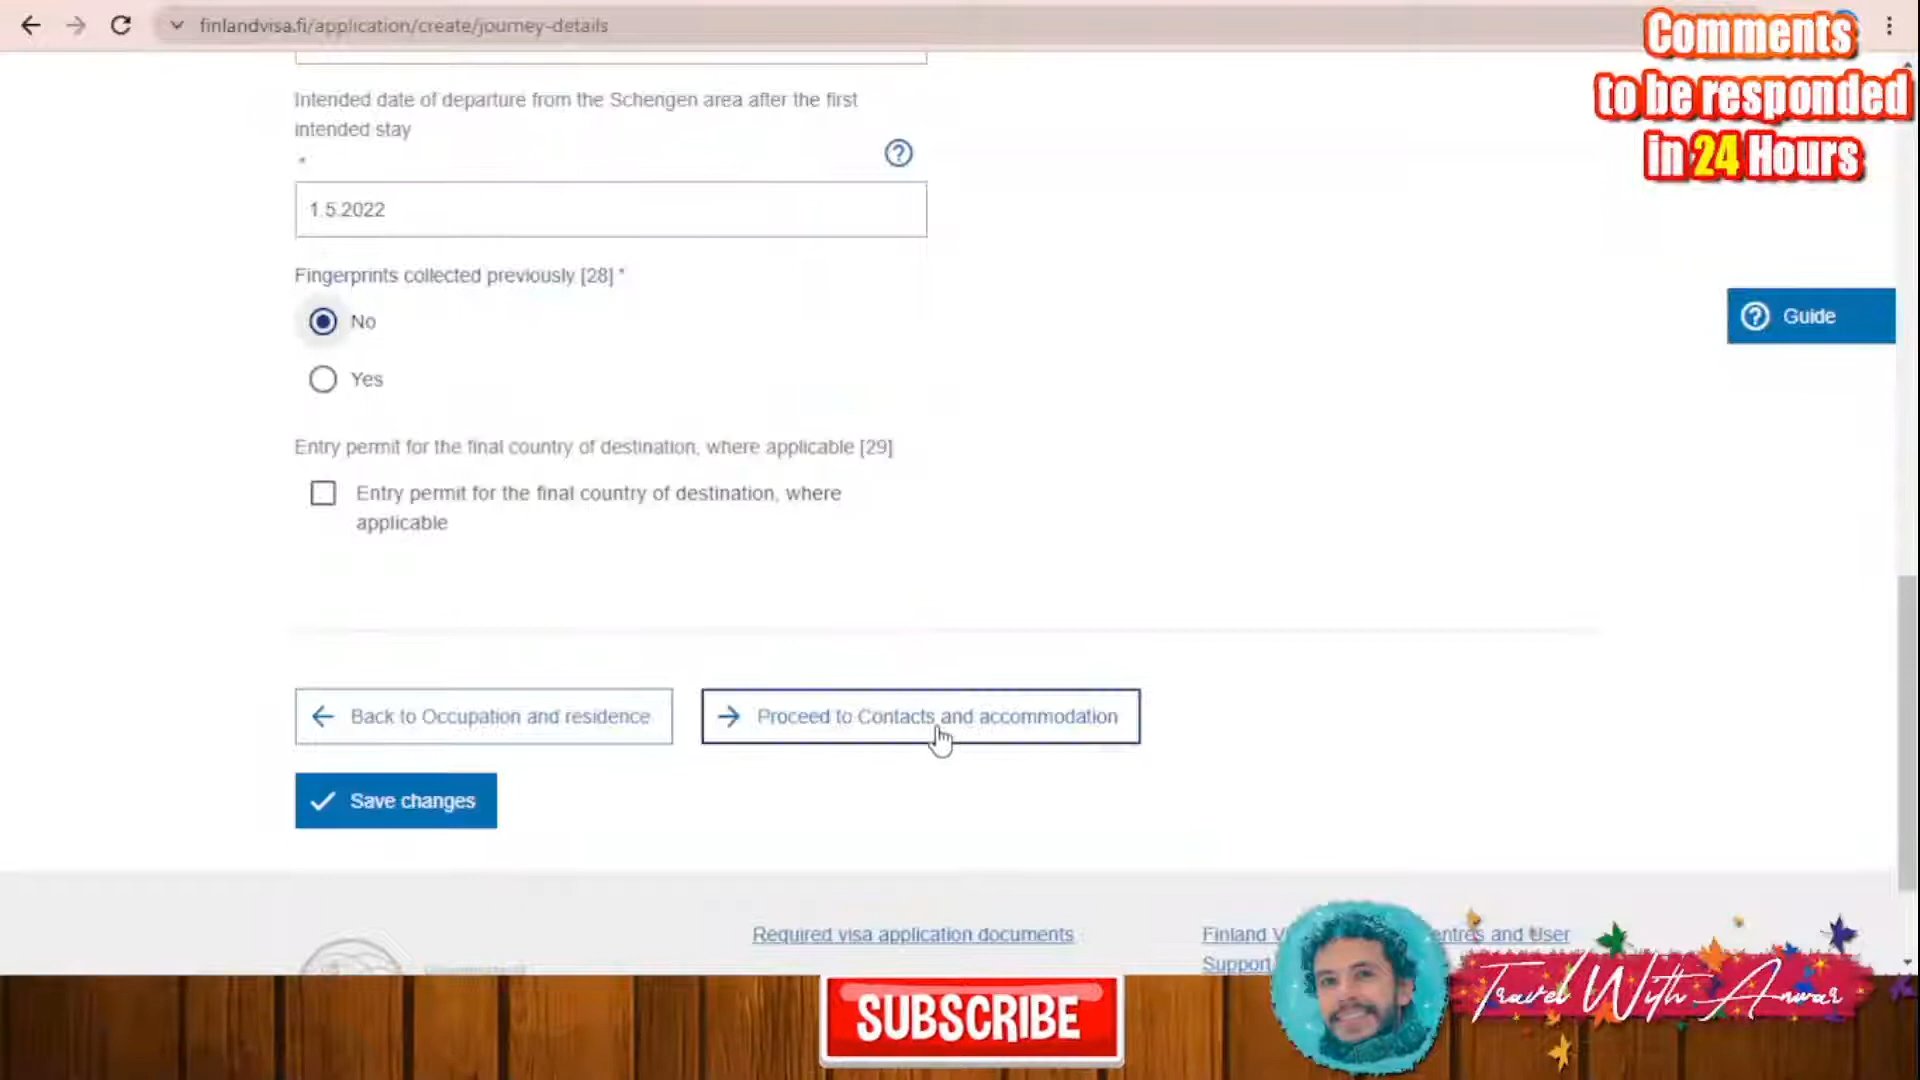 finlandvisa.fi/application/create/journey-details
Comments
to be responded
in 24 Hours
Intended date of departure from the Schengen area after the first
intended stay
*
1.5.2022
Fingerprints collected previously [28] *
No
Yes
Guide
Entry permit for the final country of destination, where applicable [29]
Entry permit for the final country of destination, where
applicable
Back to Occupation and residence
Proceed to Contacts and accommodation
Save changes
Required visa application documents
Finland V
entres and User
Support
SUBSCRIBE
Travel With Anwar